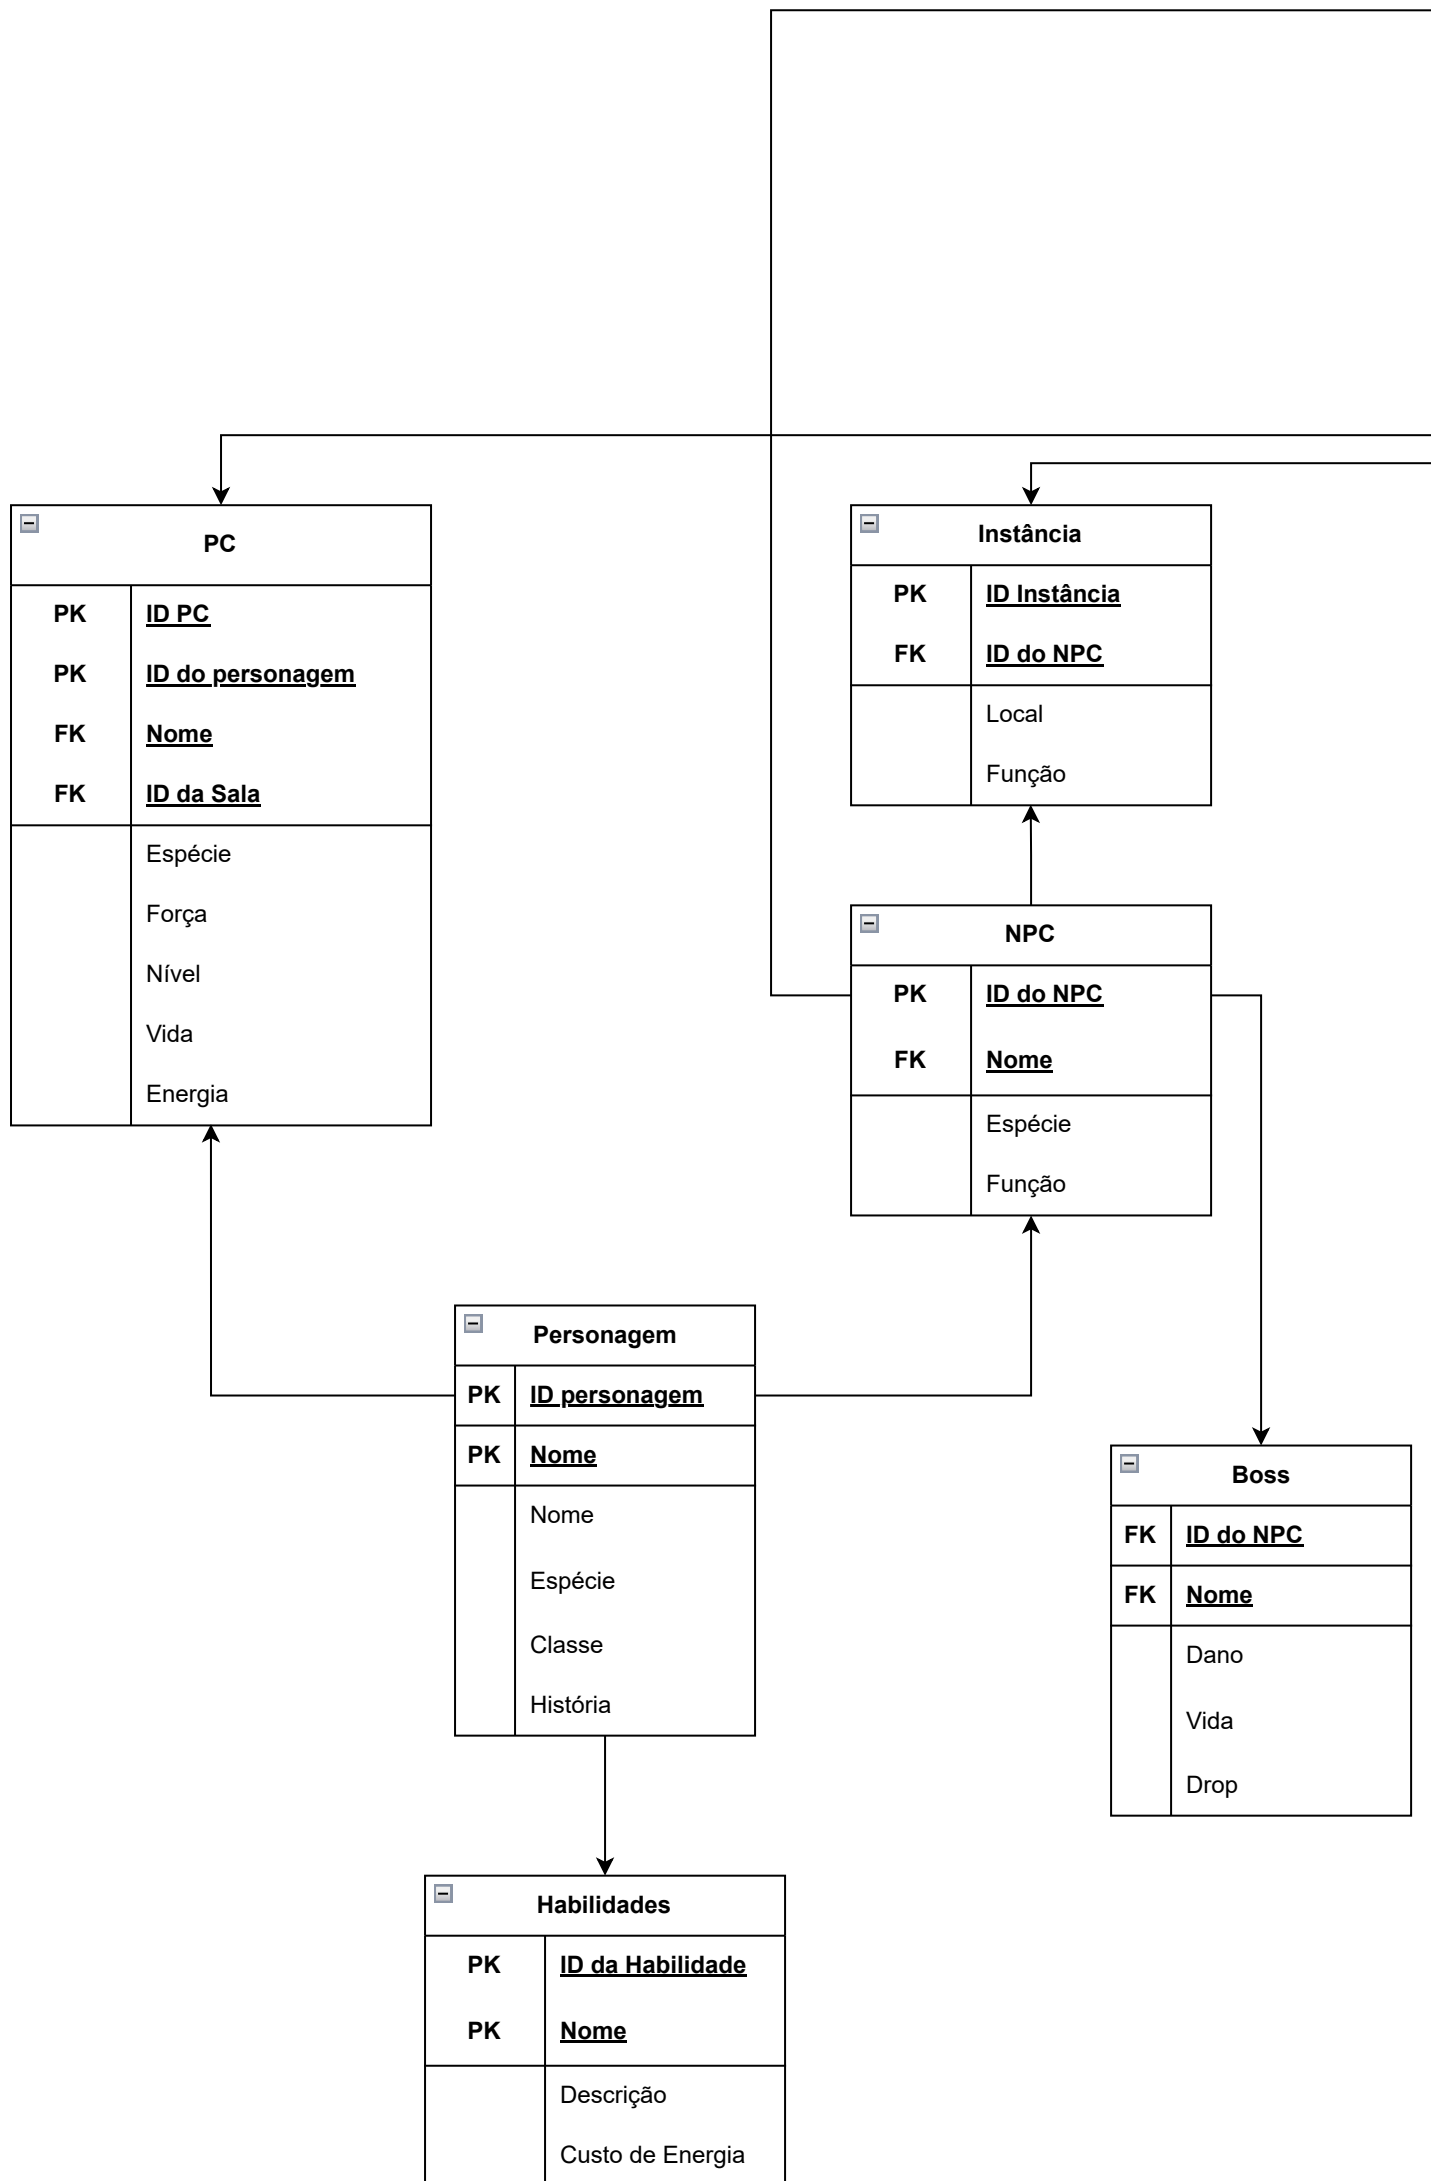 PC
PK ID PC
PK ID do personagem
FK Nome
FK ID da Sala
Espécie
Força
Nível
Vida
Energia
Instância
PK ID Instância
FK ID do NPC
Local
Função
NPC
PK ID do NPC
FK Nome
Espécie
Função
Personagem
PK ID personagem
PK Nome
Nome
Espécie
Classe
História
Boss
FK ID do NPC
FK Nome
Dano
Vida
Drop
Habilidades
PK ID da Habilidade
PK Nome
Descrição
Custo de Energia